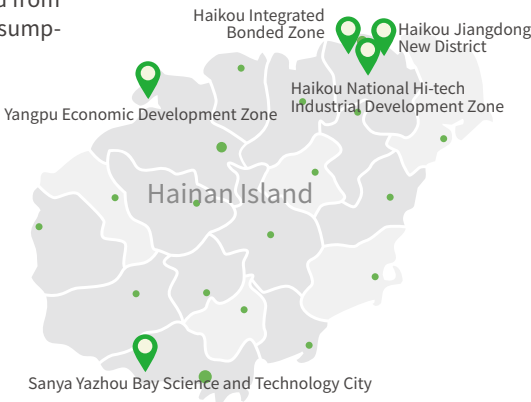 d from
sump-
Haikou Integrated
Bonded Zone
Haikou Jiangdong
New District
Haikou National Hi-tech
Industrial Development Zone
Yangpu Economic Development Zone
Hainan Island
Sanya Yazhou Bay Science and Technology City